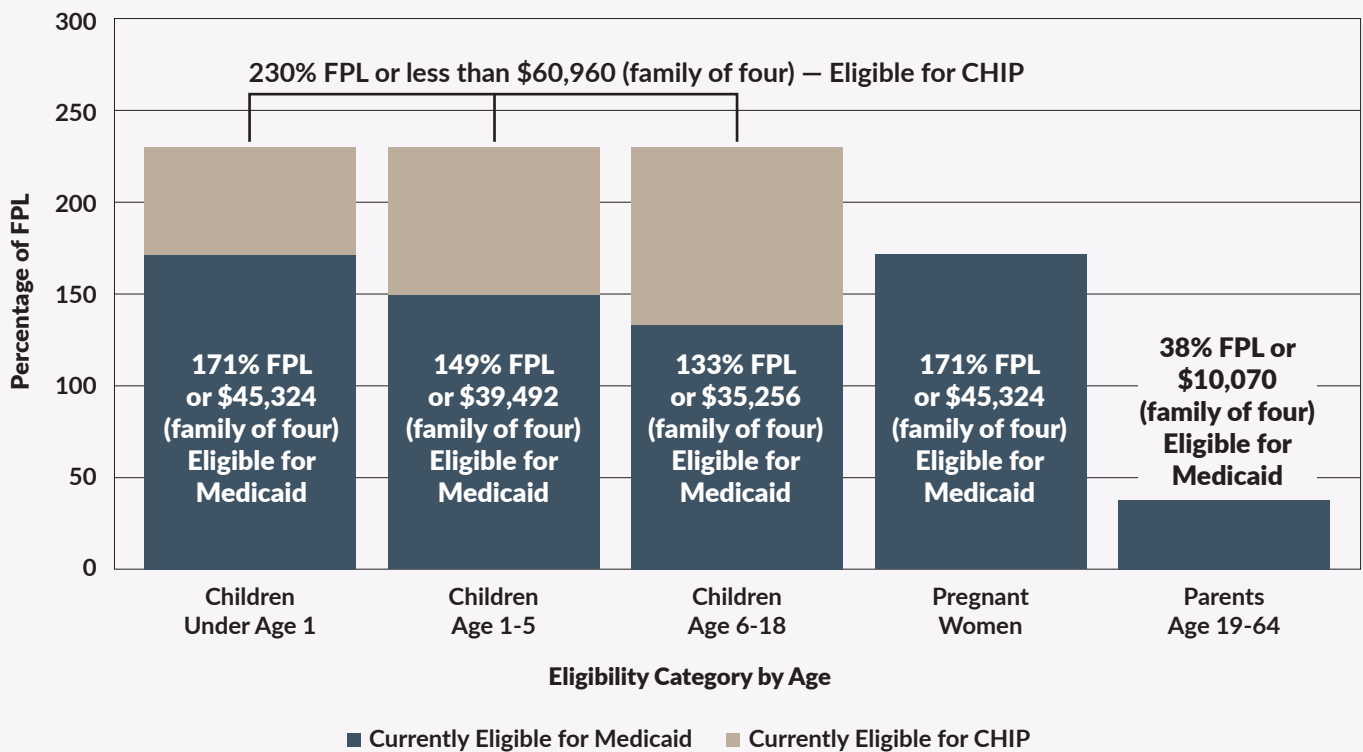 300
230% FPL or less than $60,960 (family of four) — Eligible for CHIP
250
200
150
100
50
0
Percentage of FPL
171% FPL
or $45,324
(family of four)
Eligible for
Medicaid
149% FPL
or $39,492
(family of four)
Eligible for
Medicaid
133% FPL
or $35,256
(family of four)
Eligible for
Medicaid
171% FPL
or $45,324
(family of four)
Eligible for
Medicaid
38% FPL or
$10,070
(family of four)
Eligible for
Medicaid
Children
Under Age 1
Children
Age 1-5
Children
Age 6-18
Pregnant
Women
Parents
Age 19-64
Eligibility Category by Age
Currently Eligible for Medicaid
Currently Eligible for CHIP